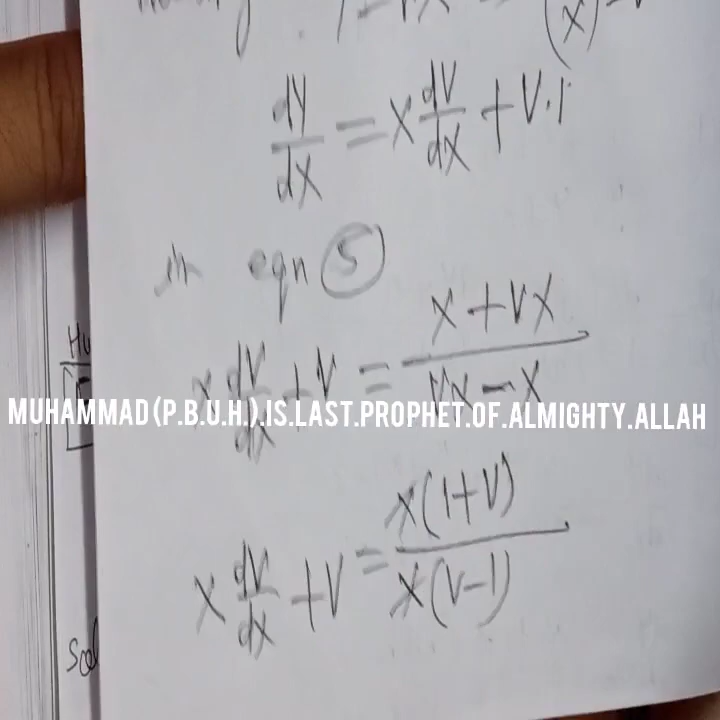 dy/dx = x dv/dx + v.1
in eqn (5)
x dv/dx + v = x + vx / vx - x
MUHAMMAD(P.B.U.H.).IS.LAST.PROPHET.OF.ALMIGHTY.ALLAH
x dv/dx + v = x(1+v) / x(v-1)